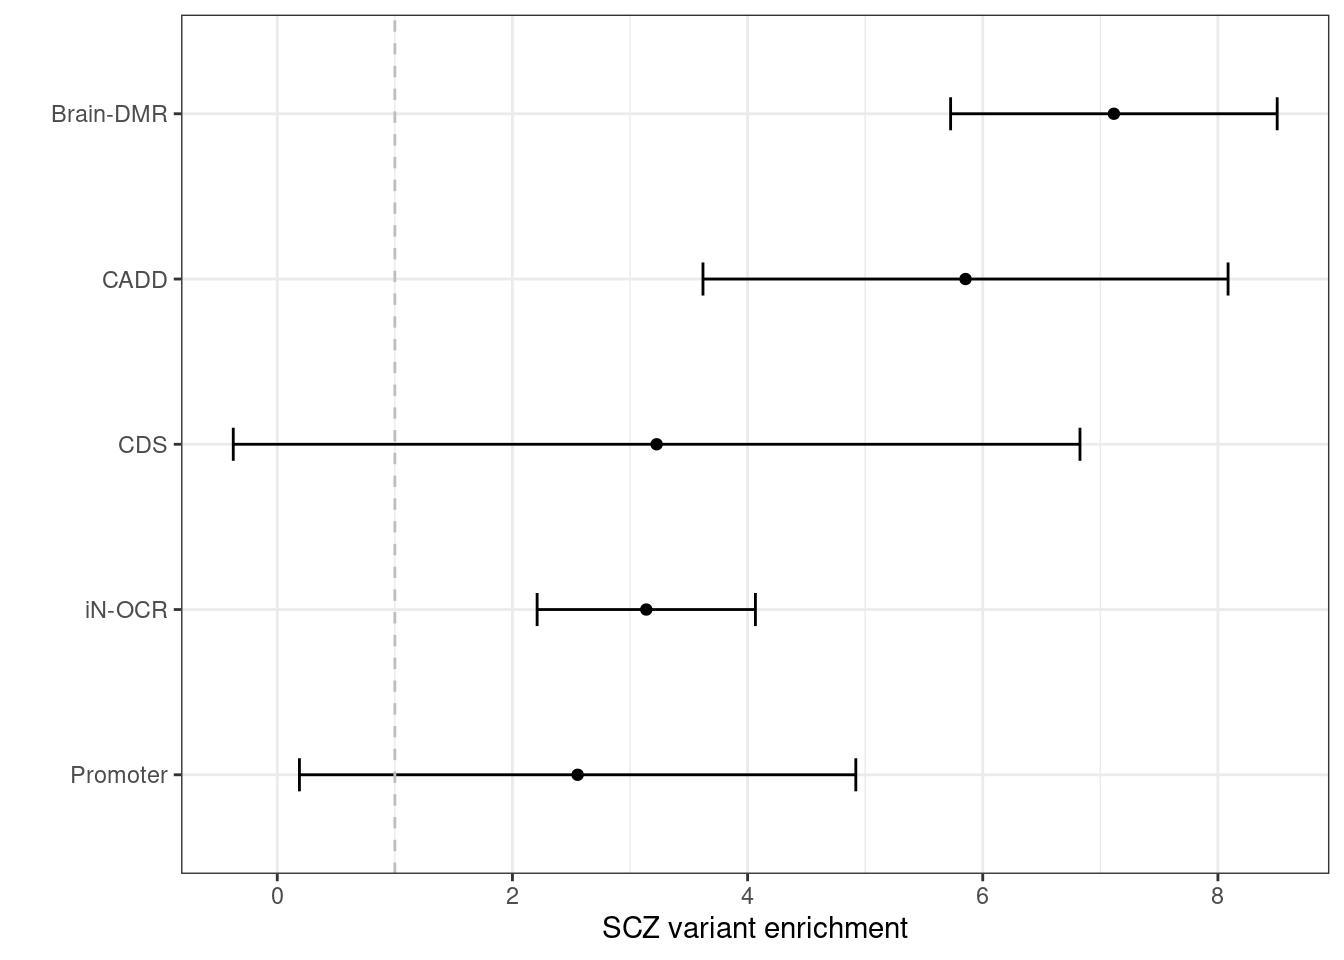 Brain-DMR
CADD
CDS
iN-OCR
Promoter
0 2 4 6 8
SCZ variant enrichment